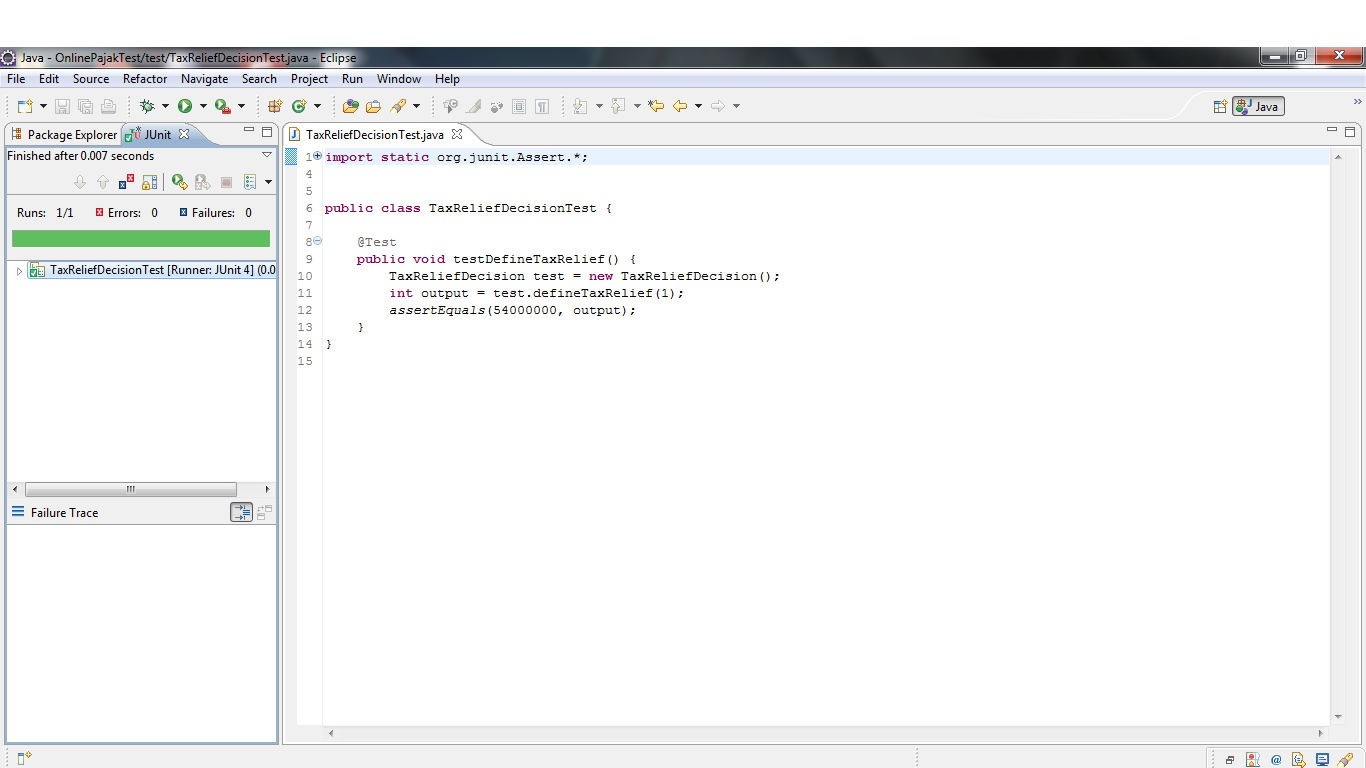 Java - OnlinePajakTest/test/TaxReliefDecisionTest.java - Eclipse
File Edit Source Refactor Navigate Search Project Run Window Help
Java
Package Explorer JUnit
TaxReliefDecisionTest.java
Finished after 0.007 seconds
Runs: 1/1 Errors: 0 Failures: 0
TaxReliefDecisionTest [Runner: JUnit 4] (0.0
Failure Trace
1 import static org.junit.Assert.*;
4
5
6 public class TaxReliefDecisionTest {
7
8 @Test
9 public void testDefineTaxRelief() {
10 TaxReliefDecision test = new TaxReliefDecision();
11 int output = test.defineTaxRelief(1);
12 assertEquals(54000000, output);
13 }
14 }
15